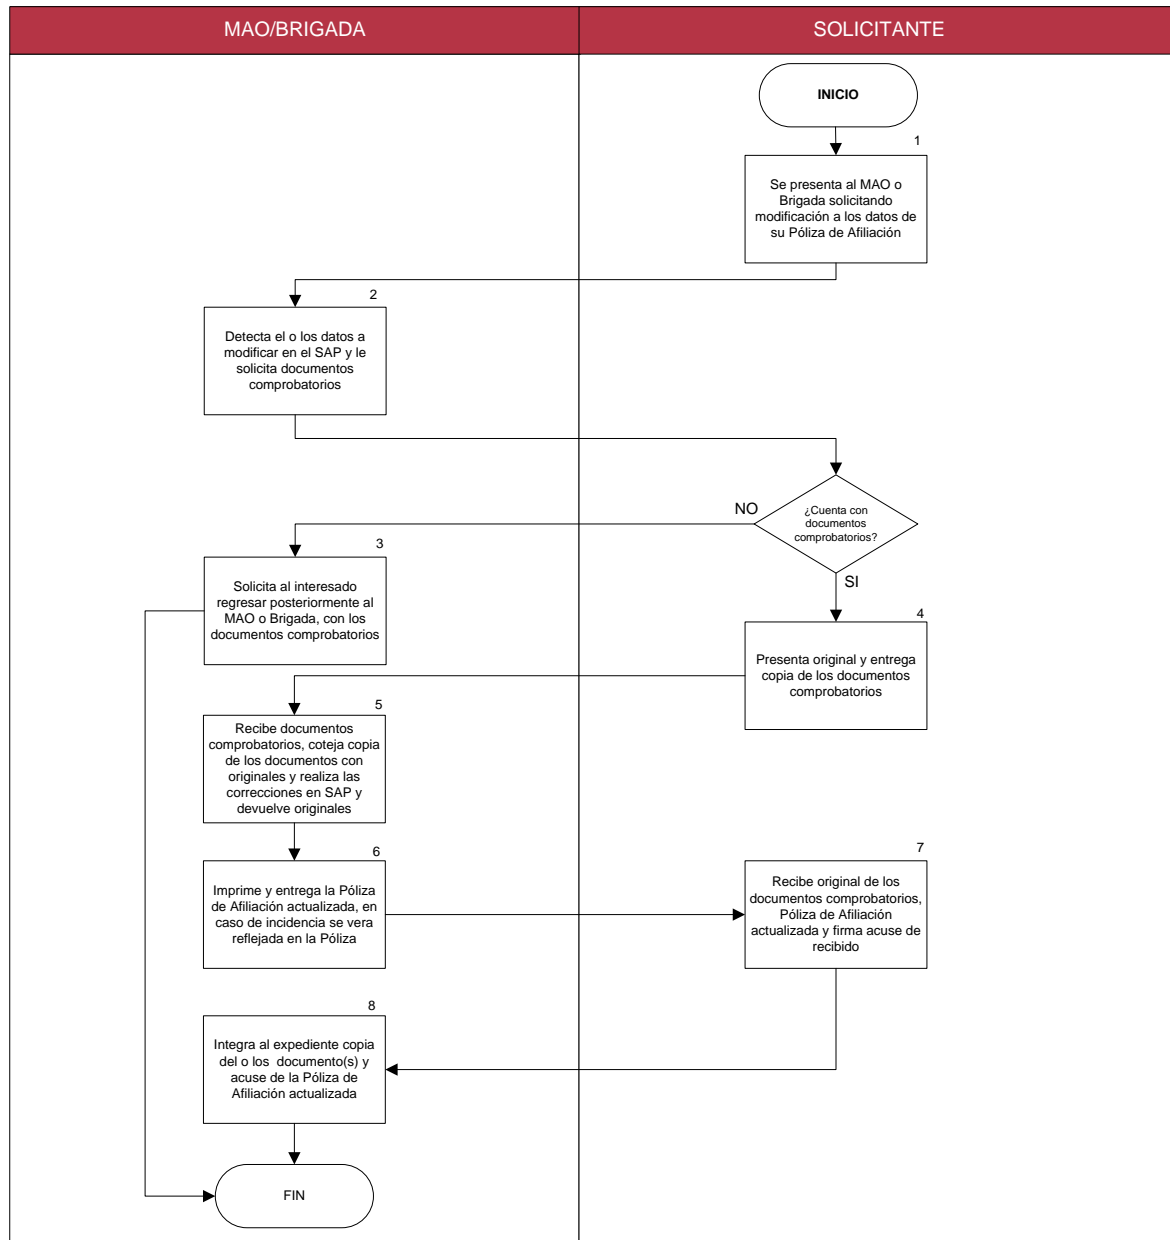 MAO/BRIGADA
SOLICITANTE
INICIO
1
Se presenta al MAO o
Brigada solicitando
modificación a los datos de
su Póliza de Afiliación
2
Detecta el o los datos a
modificar en el SAP y le
solicita documentos
comprobatorios
¿Cuenta con
documentos
comprobatorios?
NO
SI
3
Solicita al interesado
regresar posteriormente al
MAO o Brigada, con los
documentos comprobatorios
4
Presenta original y entrega
copia de los documentos
comprobatorios
5
Recibe documentos
comprobatorios, coteja copia
de los documentos con
originales y realiza las
correcciones en SAP y
devuelve originales
6
Imprime y entrega la Póliza
de Afiliación actualizada, en
caso de incidencia se vera
reflejada en la Póliza
7
Recibe original de los
documentos comprobatorios,
Póliza de Afiliación
actualizada y firma acuse de
recibido
8
Integra al expediente copia
del o los documento(s) y
acuse de la Póliza de
Afiliación actualizada
FIN